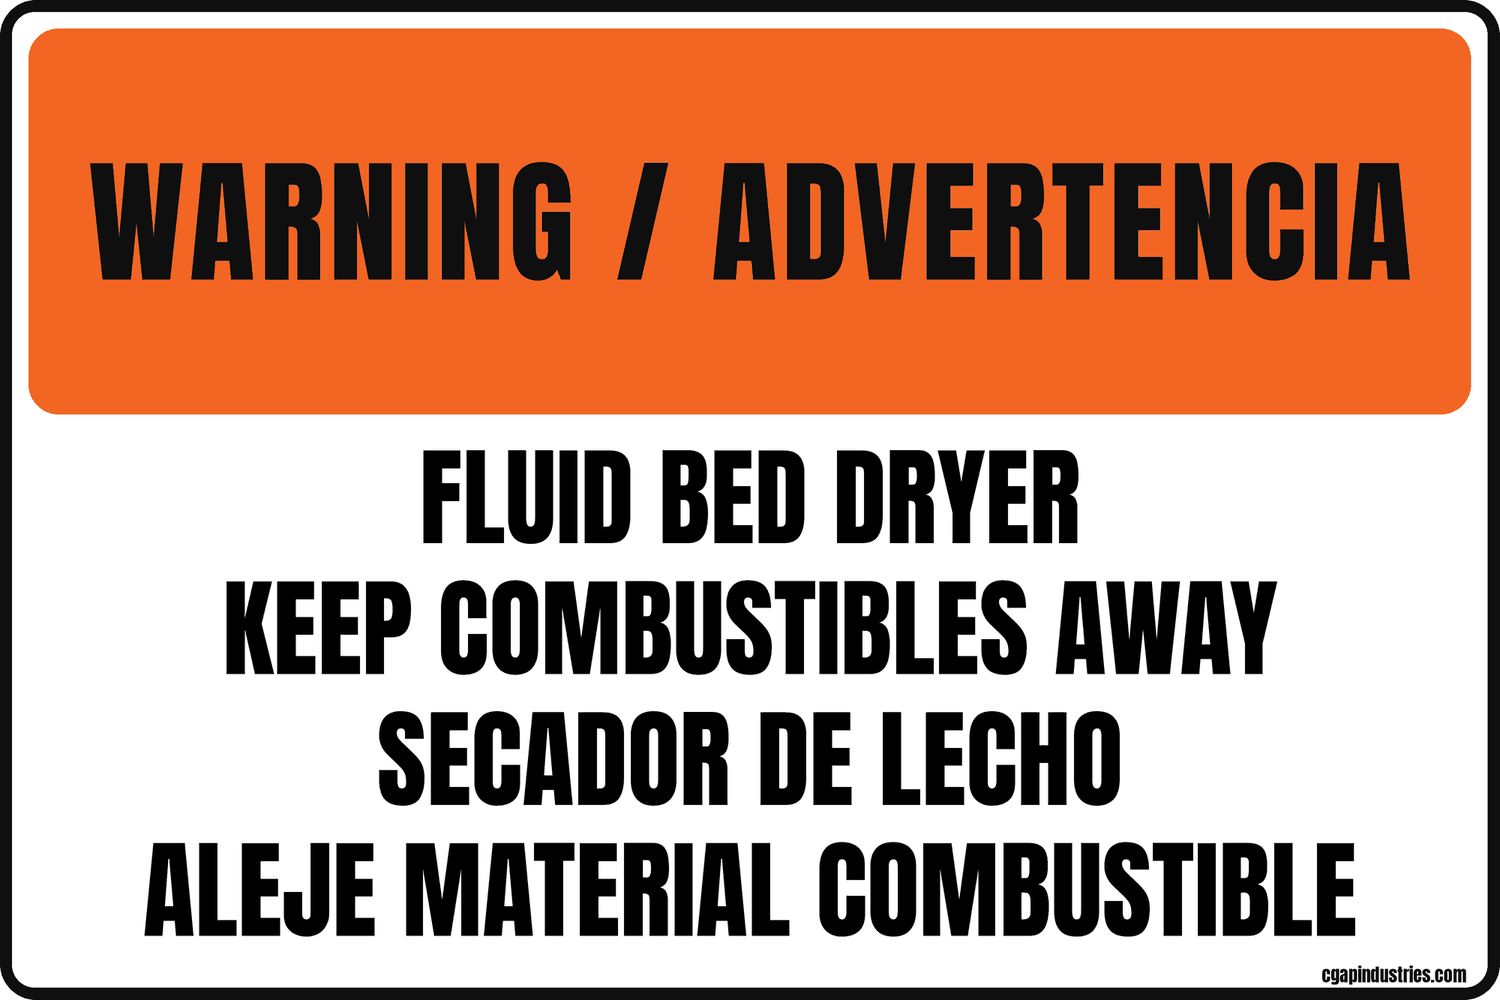 WARNING / ADVERTENCIA
FLUID BED DRYER
KEEP COMBUSTIBLES AWAY
SECADOR DE LECHO
ALEJE MATERIAL COMBUSTIBLE
cgapindustries.com